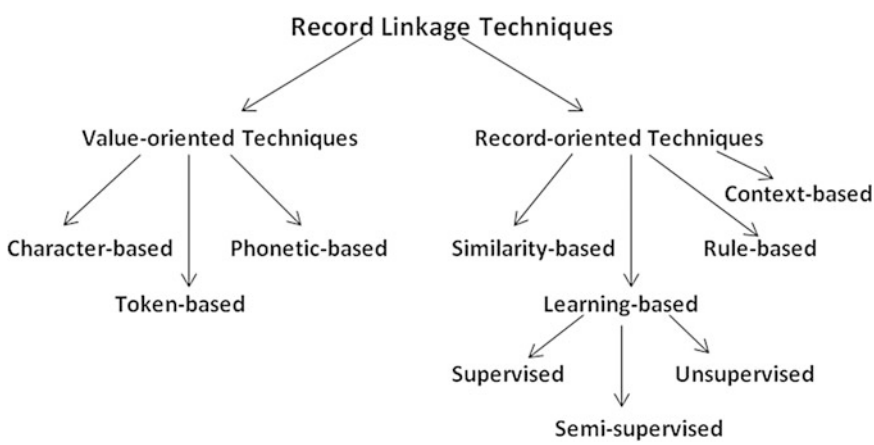 Record Linkage Techniques
Value-oriented Techniques
Record-oriented Techniques
Context-based
Character-based
Phonetic-based
Similarity-based
Rule-based
Token-based
Learning-based
Supervised
Unsupervised
Semi-supervised